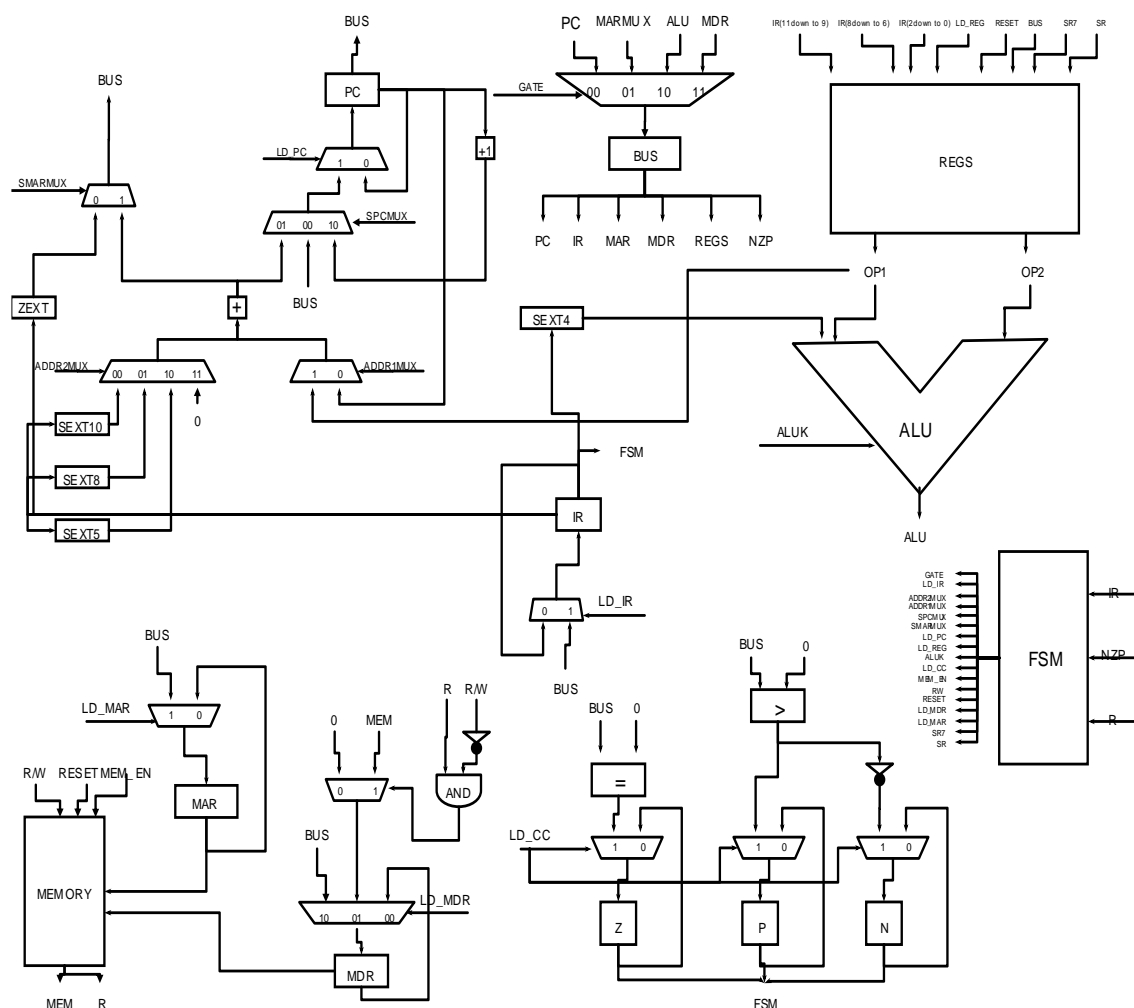 BUS
PC MARMUX ALU MDR
IR(11down to 9) IR(8down to 6) IR(2down to 0) LD_REG RESET BUS SR7 SR
BUS
PC
GATE
00 01 10 11
+1
LD_PC
1 0
BUS
REGS
SMARMUX
0 1
SPCMUX
01 00 10
PC IR MAR MDR REGS NZP
BUS
OP1 OP2
ZEXT
+
SEXT4
ADDR2MUX
00 01 10 11
1 0
ADDR1MUX
0
SEXT10
ALUK
ALU
FSM
SEXT8
IR
SEXT5
ALU
0 1
LD_IR
BUS
GATE
LD_IR
ADDR2MUX
ADDR1MUX
SPCMUX
SMARMUX
LD_PC
LD_REG
ALUK
LD_CC
MEM_EN
RW
RESET
LD_MDR
LD_MAR
SR7
SR
FSM
IR
NZP
R
BUS
LD_MAR
1 0
R/W RESET MEM_EN
MAR
MEMORY
MEM R
R R/W
0 MEM
0 1
AND
BUS
LD_MDR
10 01 00
MDR
BUS 0
>
BUS 0
=
LD_CC
1 0
1 0
1 0
Z P N
FSM